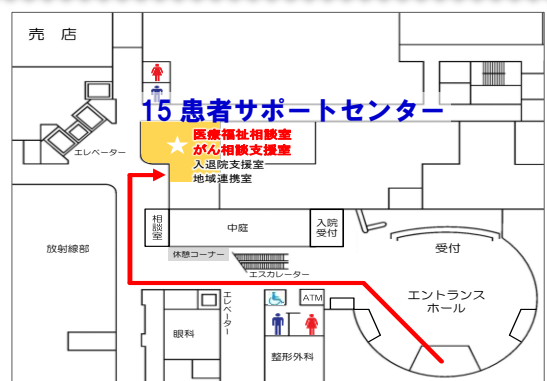 売店
15 患者サポートセンター
医療福祉相談室
がん相談支援室
入退院支援室
地域連携室
エレベーター
相談室
中庭
入院
受付
放射線部
休憩コーナー
エスカレーター
受付
エントランス
ホール
エレベーター
ATM
眼科
整形外科